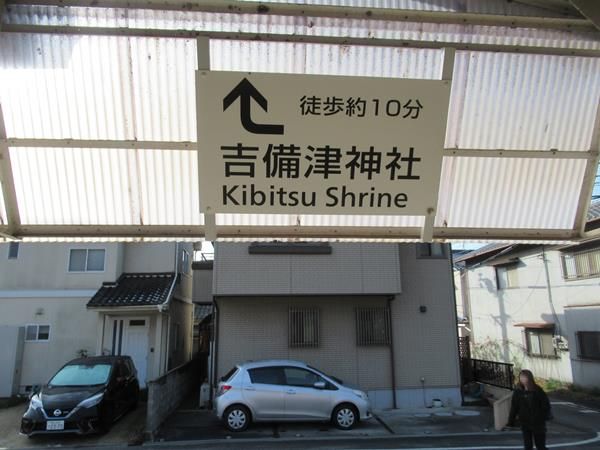 徒歩約10分
吉備津神社
Kibitsu Shrine